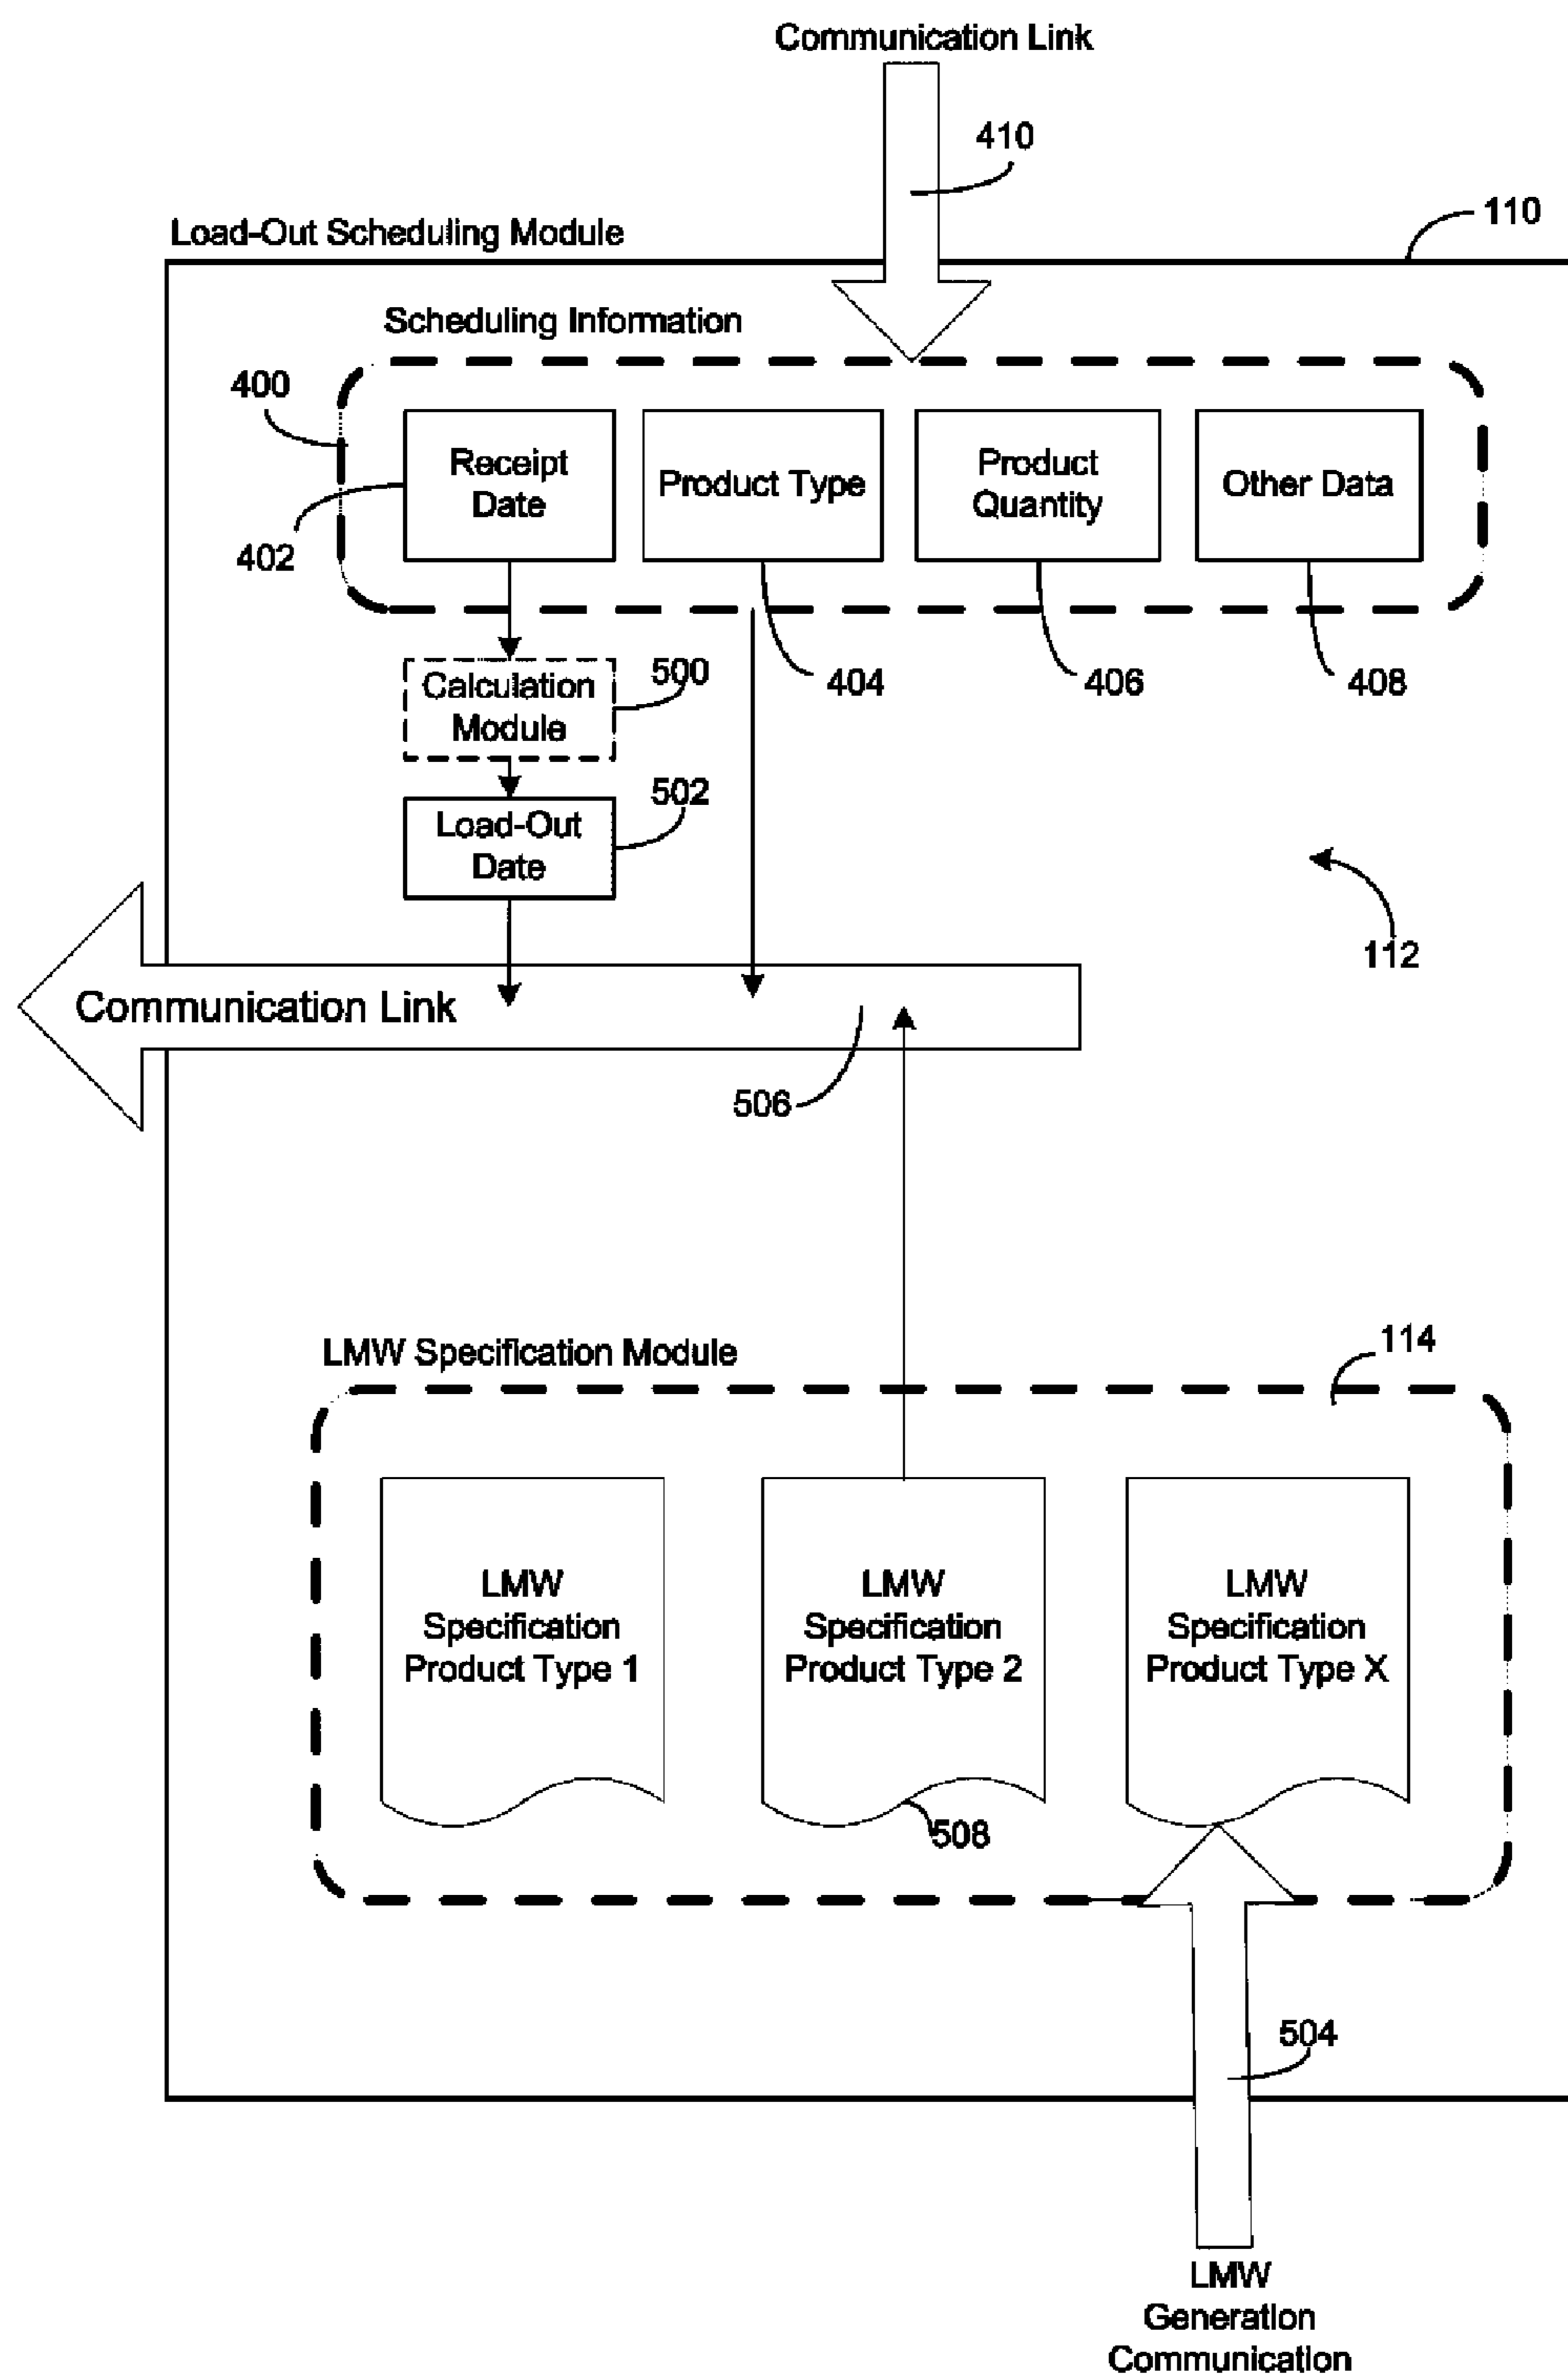 Communication Link
410
110
Load-Out Scheduling Module
Scheduling Information
400
Receipt
Date
Product Type
Product
Quantity
Other Data
402
404
406
408
Calculation
Module
500
Load-Out
Date
502
112
Communication Link
506
LMW Specification Module
114
LMW
Specification
Product Type 1
LMW
Specification
Product Type 2
LMW
Specification
Product Type X
508
504
LMW
Generation
Communication